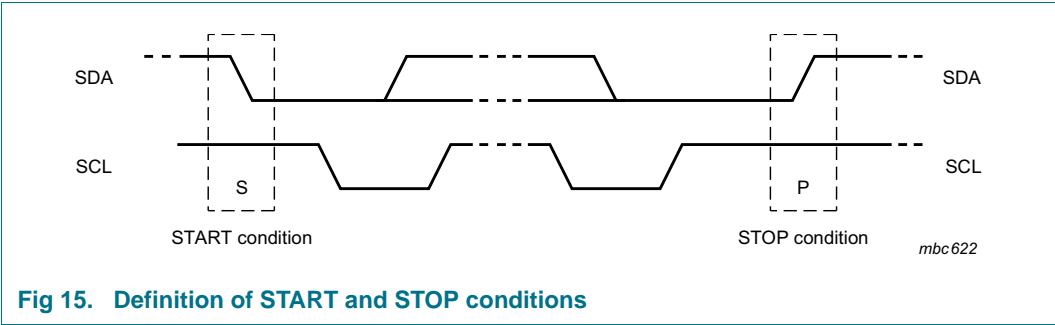 SDA SDA
SCL SCL
S P
START condition STOP condition
mbc622
Fig 15. Definition of START and STOP conditions